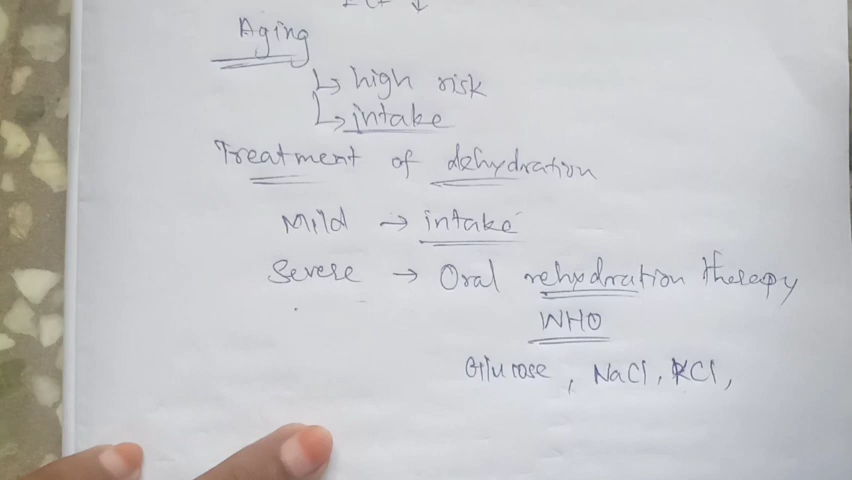 Aging
↳ high risk
↳ intake
Treatment of dehydration
Mild → intake
Severe → Oral rehydration therapy
WHO
Glucose, NaCl, KCl,